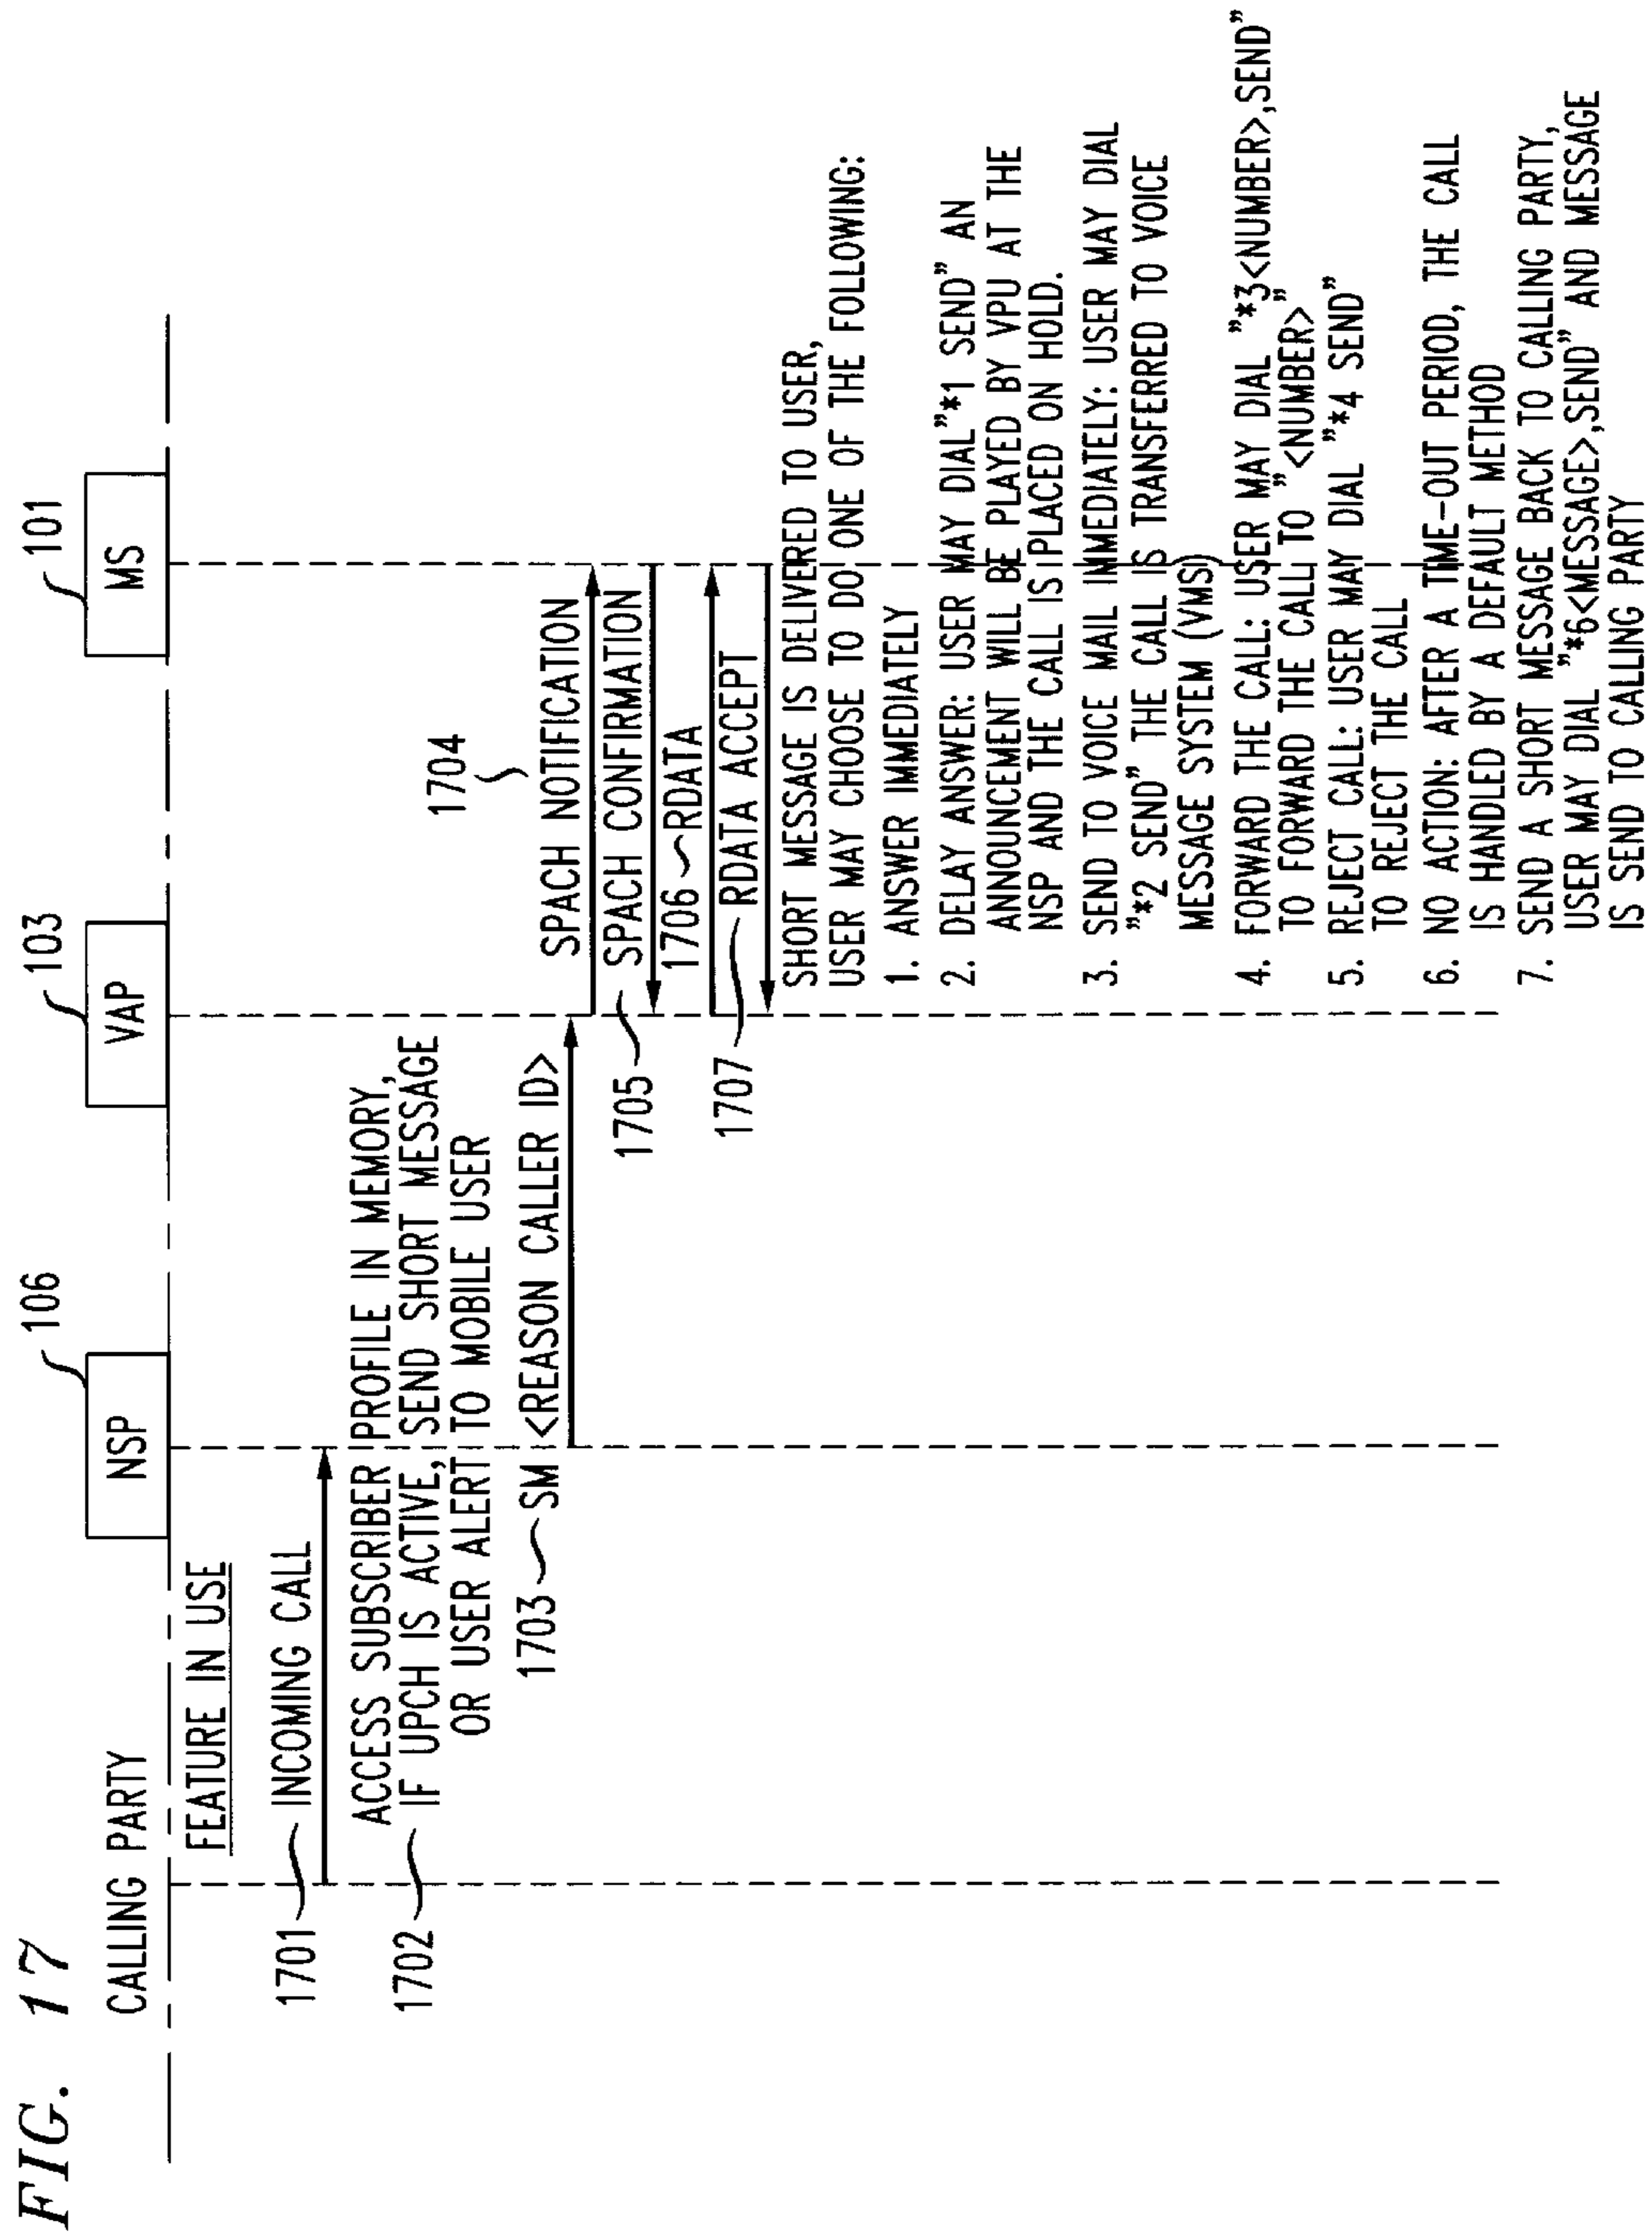 FIG. 17
CALLING PARTY
NSP
106
VAP
103
MS
101
FEATURE IN USE
1701
INCOMING CALL
ACCESS SUBSCRIBER PROFILE IN MEMORY,
1702
IF UPCH IS ACTIVE, SEND SHORT MESSAGE
OR USER ALERT TO MOBILE USER
1703
SM <REASON CALLER ID>
1704
SPACH NOTIFICATION
1705
SPACH CONFIRMATION
1706
RDATA
1707
RDATA ACCEPT
SHORT MESSAGE IS DELIVERED TO USER,
USER MAY CHOOSE TO DO ONE OF THE FOLLOWING:
1. ANSWER IMMEDIATELY
2. DELAY ANSWER: USER MAY DIAL"*1 SEND" AN
ANNOUNCEMENT WILL BE PLAYED BY VPU AT THE
NSP AND THE CALL IS PLACED ON HOLD.
3. SEND TO VOICE MAIL IMMEDIATELY: USER MAY DIAL
"*2 SEND" THE CALL IS TRANSFERRED TO VOICE
MESSAGE SYSTEM (VMS)
4. FORWARD THE CALL: USER MAY DIAL "*3<NUMBER>,SEND"
TO FORWARD THE CALL TO "<NUMBER>"
5. REJECT CALL: USER MAY DIAL "*4 SEND"
TO REJECT THE CALL
6. NO ACTION: AFTER A TIME-OUT PERIOD, THE CALL
IS HANDLED BY A DEFAULT METHOD
7. SEND A SHORT MESSAGE BACK TO CALLING PARTY,
USER MAY DIAL "*6<MESSAGE>,SEND" AND MESSAGE
IS SEND TO CALLING PARTY